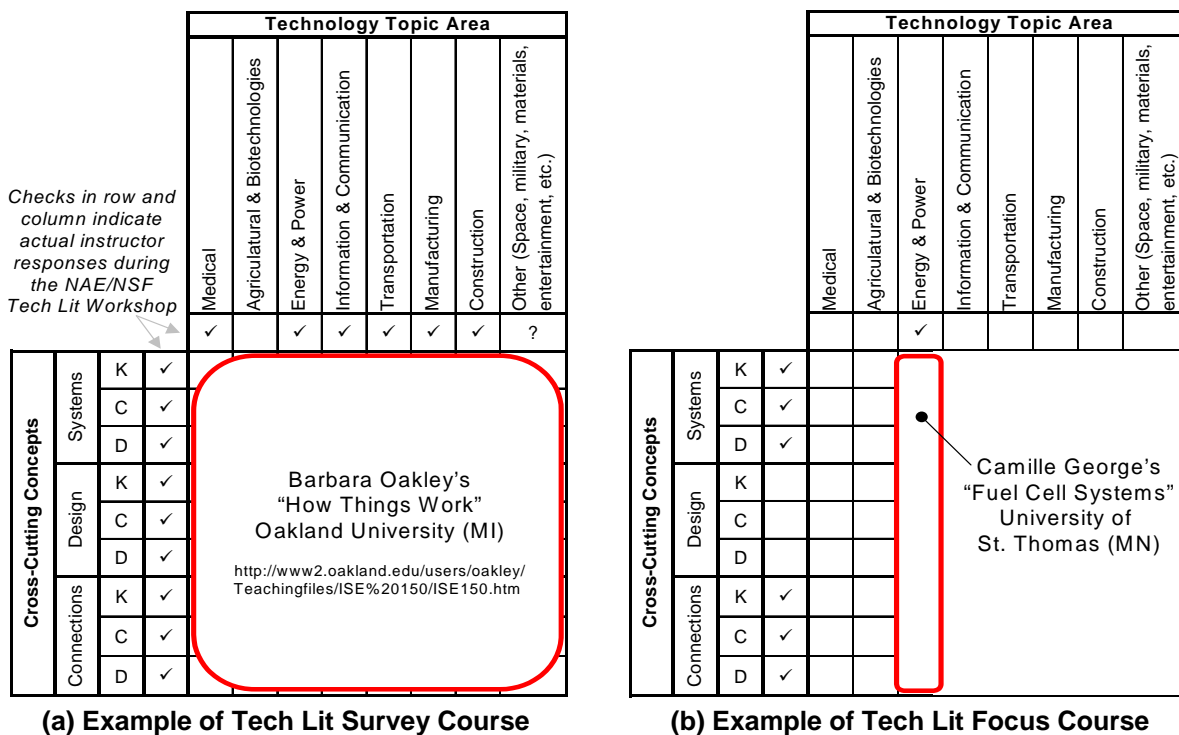 Technology Topic Area
Checks in row and
column indicate
actual instructor
responses during
the NAE/NSF
Tech Lit Workshop
Medical
Agriculatural & Biotechnologies
Energy & Power
Information & Communication
Transportation
Manufacturing
Construction
Other (Space, military, materials,
entertainment, etc.)
✓ ✓ ✓ ✓ ✓ ✓ ?
Cross-Cutting Concepts
Systems
K ✓
C ✓
D ✓
Design
K ✓
C ✓
D ✓
Connections
K ✓
C ✓
D ✓
Barbara Oakley's
“How Things Work”
Oakland University (MI)
http://www2.oakland.edu/users/oakley/
Teachingfiles/ISE%20150/ISE150.htm
(a) Example of Tech Lit Survey Course
Technology Topic Area
Medical
Agriculatural & Biotechnologies
Energy & Power
Information & Communication
Transportation
Manufacturing
Construction
Other (Space, military, materials,
entertainment, etc.)
✓
Cross-Cutting Concepts
Systems
K ✓
C ✓
D ✓
Design
K
C
D
Connections
K ✓
C ✓
D ✓
Camille George's
“Fuel Cell Systems”
University of
St. Thomas (MN)
(b) Example of Tech Lit Focus Course